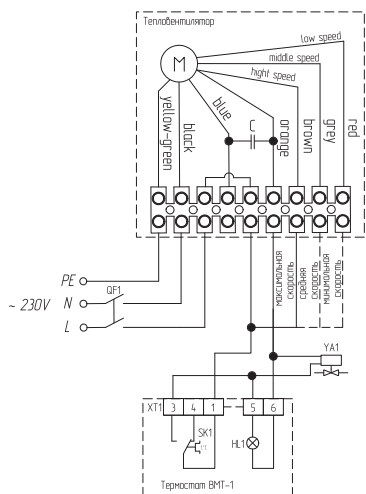 Тепловентилятор
low speed
middle speed
hight speed
M
yellow-green
black
blue
C
orange
brown
grey
red
максимальная
скорость
средняя
скорость
минимальная
скорость
PE
QF1
~ 230V
N
L
YA1
XT1
3
4
1
5
6
SK1
t°
HL1
Термостат ВМТ-1